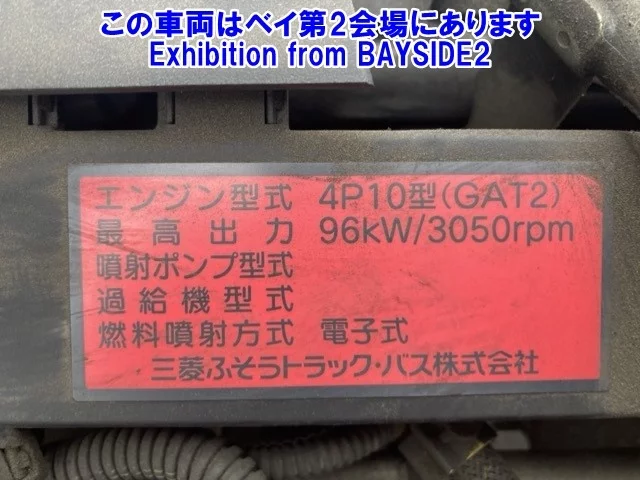 この車両はベイ第2会場にあります
Exhibition from BAYSIDE2
エンジン型式 4P10型(GAT2)
最高出力 96kW/3050rpm
噴射ポンプ型式
過給機型式
燃料噴射方式 電子式
三菱ふそうトラック・バス株式会社